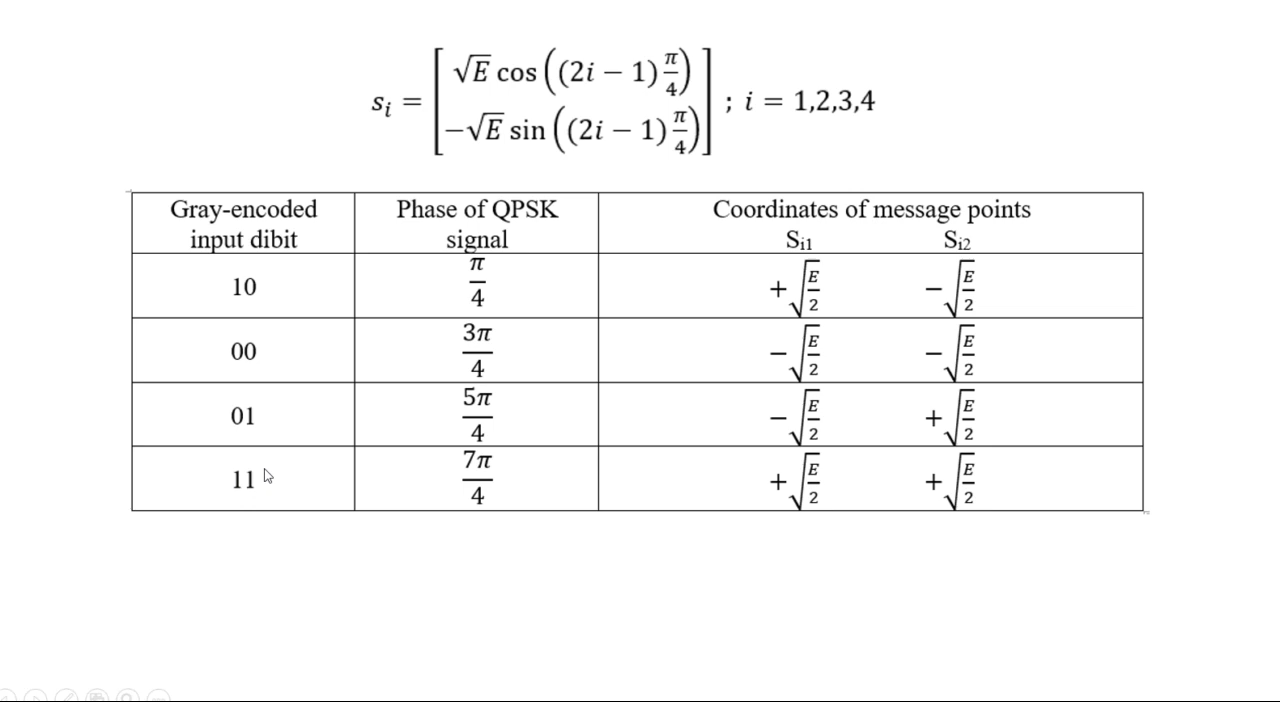 sᵢ = [ √E cos((2i − 1) π/4) ; −√E sin((2i − 1) π/4) ] ; i = 1,2,3,4
Gray-encoded input dibit | Phase of QPSK signal | Coordinates of message points Sᵢ₁ Sᵢ₂
10 | π/4 | +√(E/2) −√(E/2)
00 | 3π/4 | −√(E/2) −√(E/2)
01 | 5π/4 | −√(E/2) +√(E/2)
11 | 7π/4 | +√(E/2) +√(E/2)